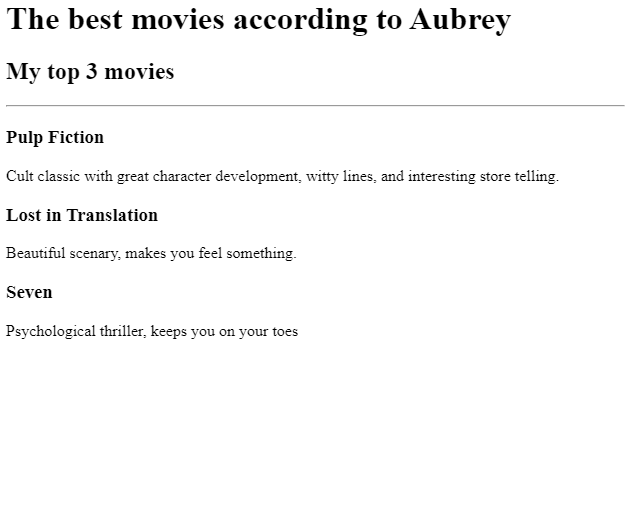 The best movies according to Aubrey
My top 3 movies
Pulp Fiction
Cult classic with great character development, witty lines, and interesting store telling.
Lost in Translation
Beautiful scenary, makes you feel something.
Seven
Psychological thriller, keeps you on your toes